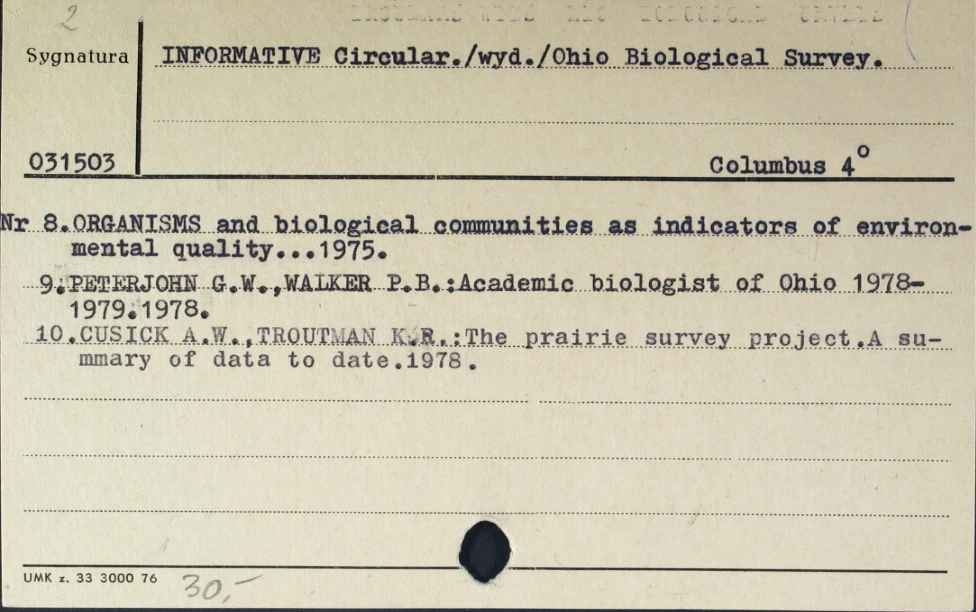 2
Sygnatura
INFORMATIVE Circular./wyd./Ohio Biological Survey.
031503
Columbus 4°
Nr 8.ORGANISMS and biological communities as indicators of environ-
mental quality...1975.
9.PETERJOHN G.W.,WALKER P.B.:Academic biologist of Ohio 1978-
1979.1978.
10.CUSICK A.W.,TROUTMAN K.R.:The prairie survey project.A su-
mmary of data to date.1978.
UMK z. 33 3000 76
30,-